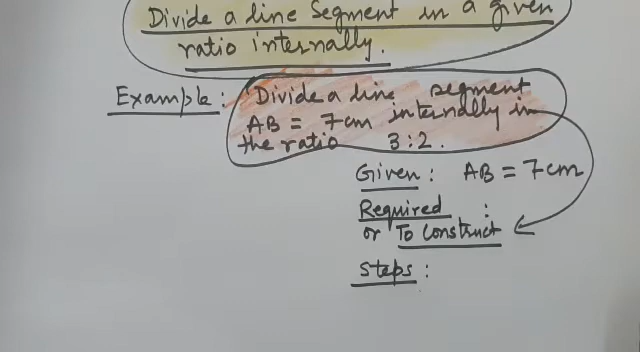 Divide a line Segment in a given
ratio internally.
Example: Divide a line segment
AB = 7cm internally in
the ratio 3:2.
Given: AB = 7cm
Required :
or To Construct
Steps: